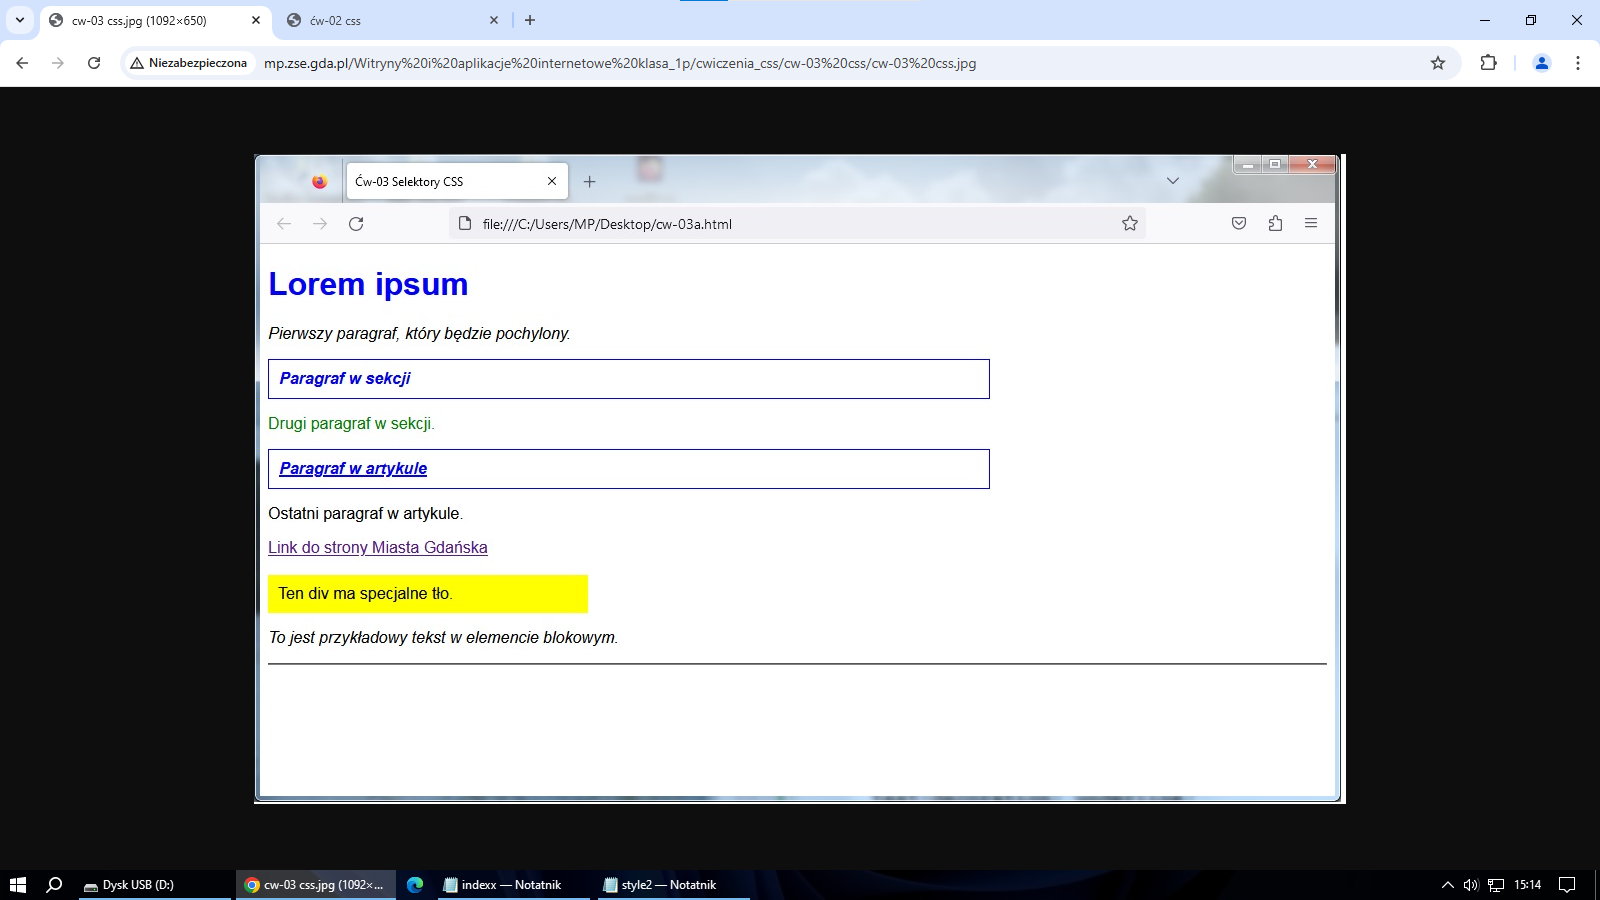 cw-03 css.jpg (1092×650)
ćw-02 css
Niezabezpieczona
mp.zse.gda.pl/Witryny%20i%20aplikacje%20internetowe%20klasa_1p/cwiczenia_css/cw-03%20css/cw-03%20css.jpg
Ćw-03 Selektory CSS
file:///C:/Users/MP/Desktop/cw-03a.html
Lorem ipsum
Pierwszy paragraf, który będzie pochylony.
Paragraf w sekcji
Drugi paragraf w sekcji.
Paragraf w artykule
Ostatni paragraf w artykule.
Link do strony Miasta Gdańska
Ten div ma specjalne tło.
To jest przykładowy tekst w elemencie blokowym.
Dysk USB (D:)
cw-03 css.jpg (1092×...
indexx — Notatnik
style2 — Notatnik
15:14